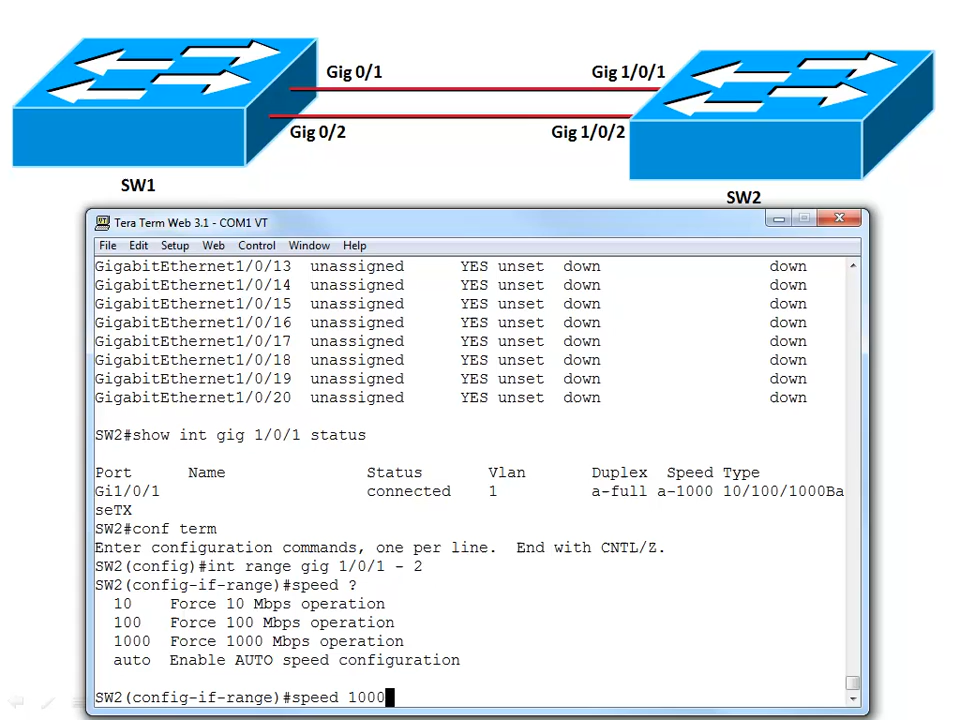 Gig 0/1
Gig 1/0/1
Gig 0/2
Gig 1/0/2
SW1
SW2
Tera Term Web 3.1 - COM1 VT
File Edit Setup Web Control Window Help
GigabitEthernet1/0/13 unassigned YES unset down down
GigabitEthernet1/0/14 unassigned YES unset down down
GigabitEthernet1/0/15 unassigned YES unset down down
GigabitEthernet1/0/16 unassigned YES unset down down
GigabitEthernet1/0/17 unassigned YES unset down down
GigabitEthernet1/0/18 unassigned YES unset down down
GigabitEthernet1/0/19 unassigned YES unset down down
GigabitEthernet1/0/20 unassigned YES unset down down
SW2#show int gig 1/0/1 status
Port Name Status Vlan Duplex Speed Type
Gi1/0/1 connected 1 a-full a-1000 10/100/1000Ba
seTX
SW2#conf term
Enter configuration commands, one per line. End with CNTL/Z.
SW2(config)#int range gig 1/0/1 - 2
SW2(config-if-range)#speed ?
10 Force 10 Mbps operation
100 Force 100 Mbps operation
1000 Force 1000 Mbps operation
auto Enable AUTO speed configuration
SW2(config-if-range)#speed 1000